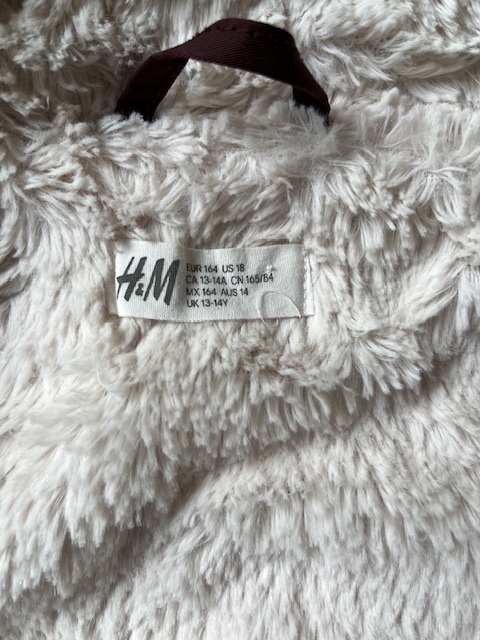 H&M
EUR 164 US 18
CA 13-14A, CN 165/84
MX 164 AUS 14
UK 13-14Y